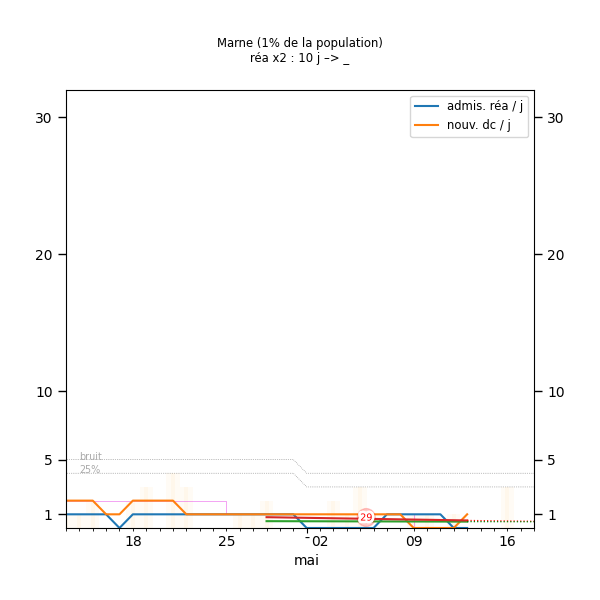 Marne (1% de la population)
réa x2 : 10 j –> _
admis. réa / j
nouv. dc / j
30
30
20
20
10
10
bruit
5
5
25%
1
29
1
18
25
02
09
16
mai